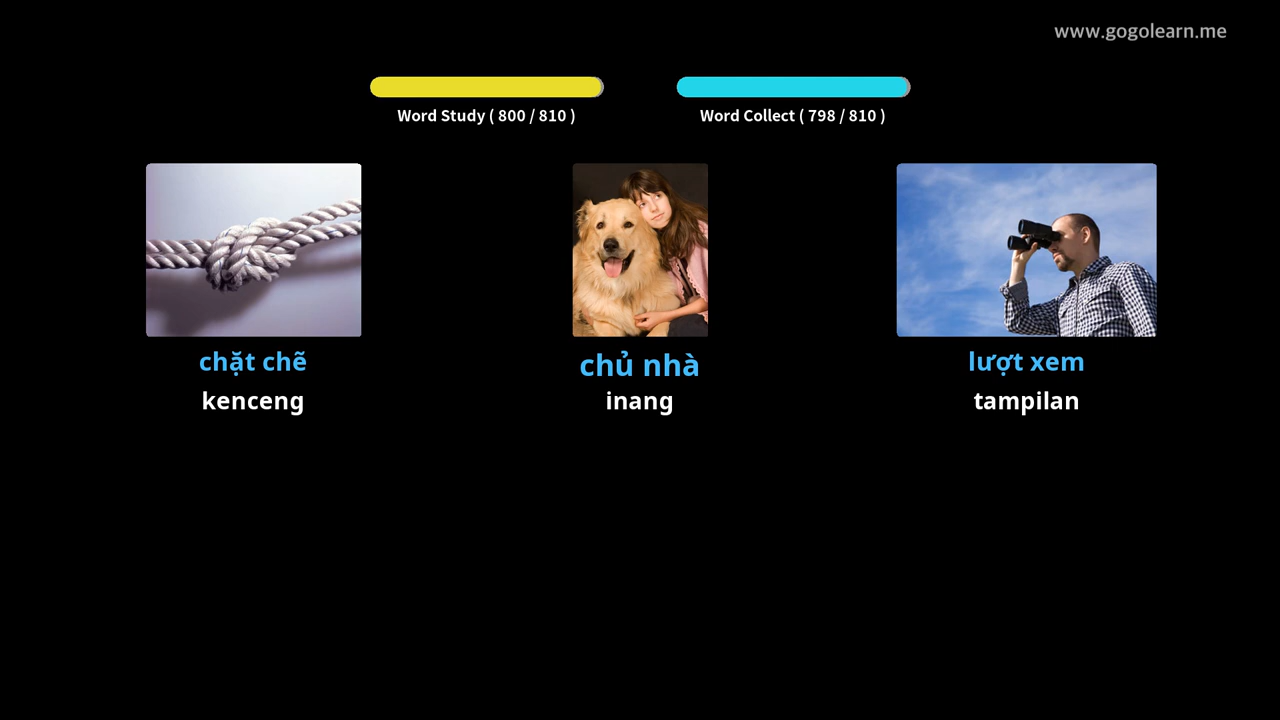 www.gogolearn.me
Word Study ( 800 / 810 )
Word Collect ( 798 / 810 )
chặt chẽ
kenceng
chủ nhà
inang
lượt xem
tampilan